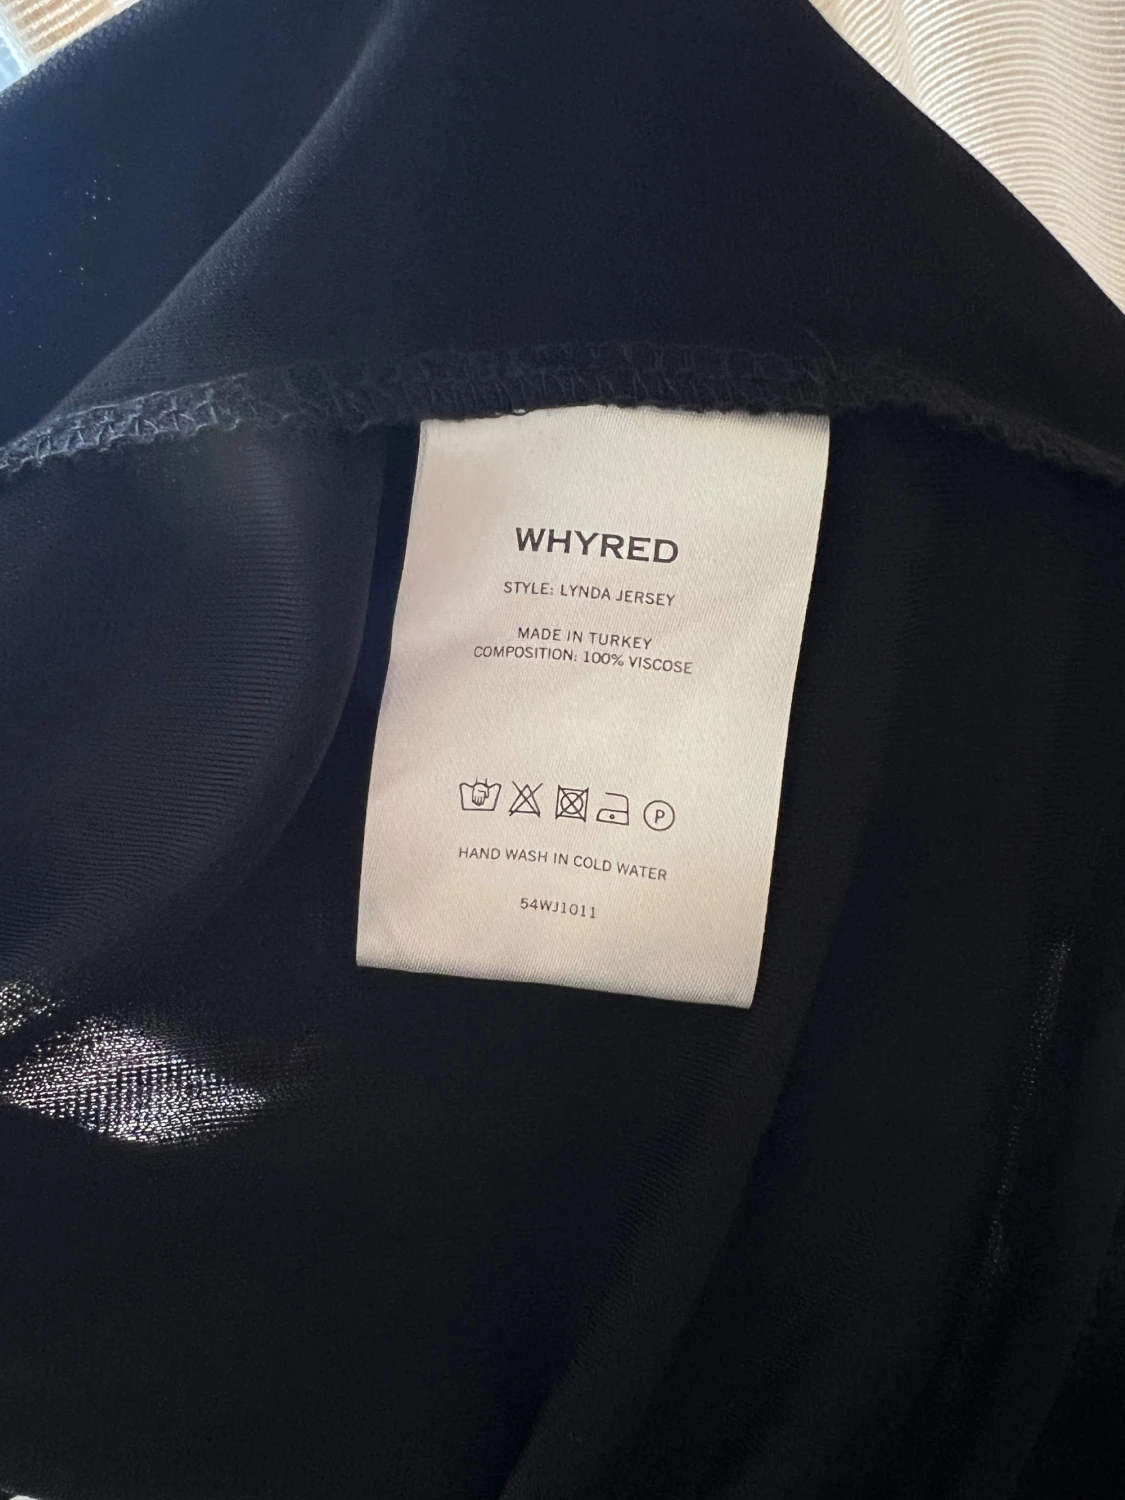 WHYRED
STYLE: LYNDA JERSEY
MADE IN TURKEY
COMPOSITION: 100% VISCOSE
P
HAND WASH IN COLD WATER
54WJ1011